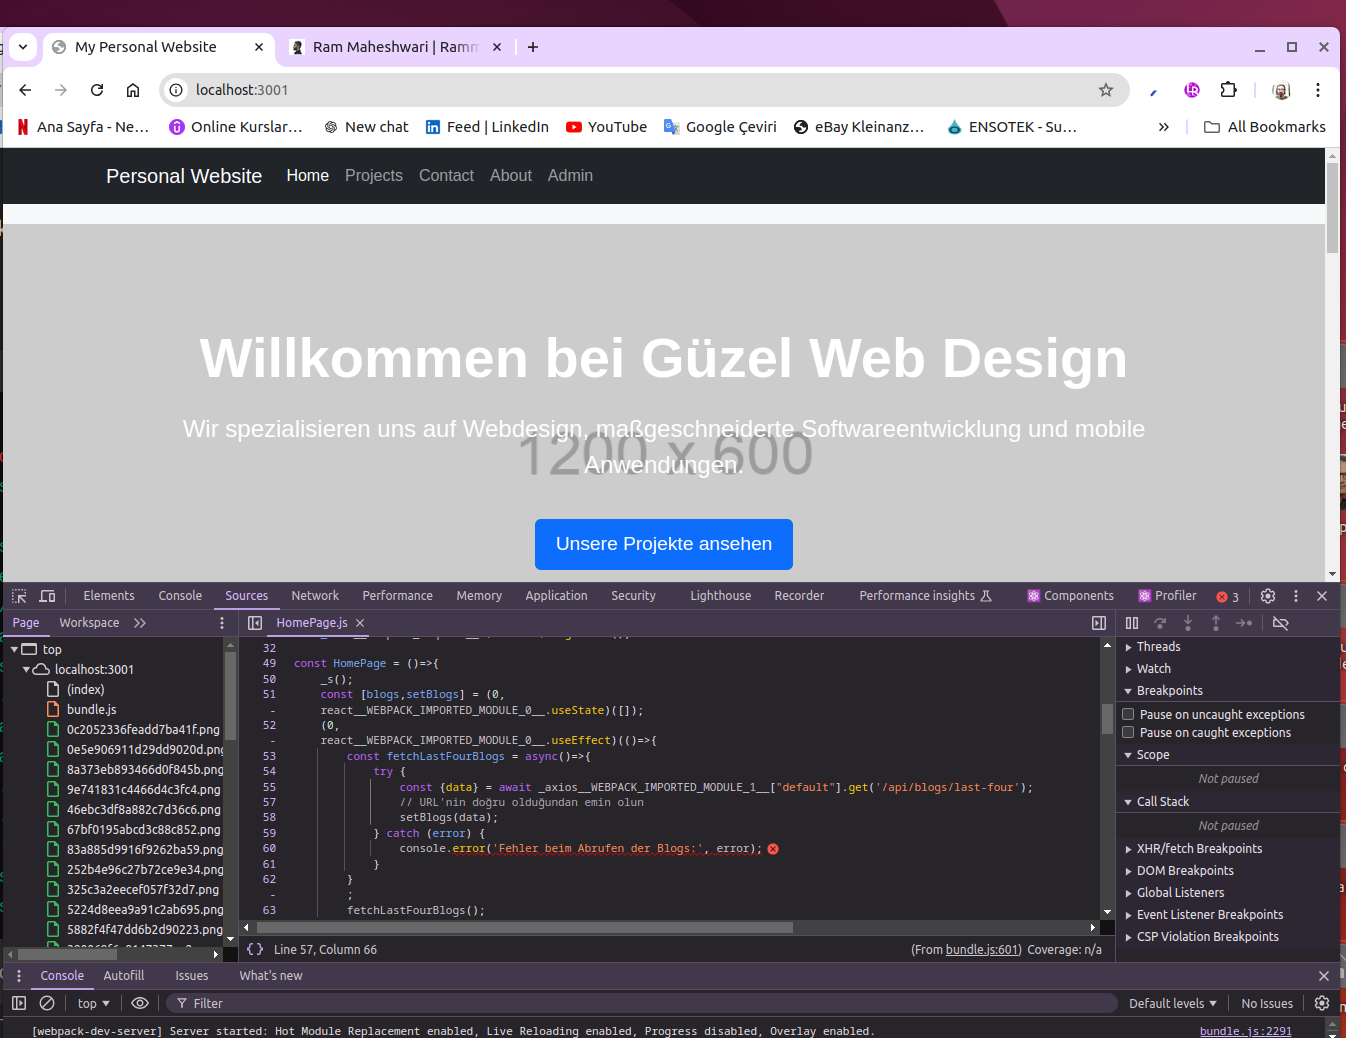 My Personal Website
Ram Maheshwari | Ramm
localhost:3001
Ana Sayfa - Ne...
Online Kurslar...
New chat
Feed | LinkedIn
YouTube
Google Çeviri
eBay Kleinanz...
ENSOTEK - Su...
All Bookmarks
Personal Website
Home
Projects
Contact
About
Admin
Willkommen bei Güzel Web Design
Wir spezialisieren uns auf Webdesign, maßgeschneiderte Softwareentwicklung und mobile
Anwendungen.
1200 x 600
Unsere Projekte ansehen
Elements Console Sources Network Performance Memory Application Security Lighthouse Recorder Performance insights Components Profiler 3
Page Workspace
HomePage.js
top
localhost:3001
(index)
bundle.js
0c2052336feadd7ba41f.png
0e5e906911d29dd9020d.png
8a373eb893466d0f845b.png
9e741831c4466d4c3fc4.png
46ebc3df8a882c7d36c6.png
67bf0195abcd3c88c852.png
83a885d9916f9262ba59.png
252b4e96c27b72ce9e34.png
325c3a2eecef057f32d7.png
5224d8eea9a91c2ab695.png
5882f4f47dd6b2d90223.png
32
49 const HomePage = ()=>{
50 _s();
51 const [blogs,setBlogs] = (0,
- react__WEBPACK_IMPORTED_MODULE_0__.useState)([]);
52 (0,
- react__WEBPACK_IMPORTED_MODULE_0__.useEffect)(()=>{
53 const fetchLastFourBlogs = async()=>{
54 try {
55 const {data} = await _axios__WEBPACK_IMPORTED_MODULE_1__["default"].get('/api/blogs/last-four');
57 // URL'nin doğru olduğundan emin olun
58 setBlogs(data);
59 } catch (error) {
60 console.error('Fehler beim Abrufen der Blogs:', error);
61 }
62 }
- ;
63 fetchLastFourBlogs();
{} Line 57, Column 66
(From bundle.js:601) Coverage: n/a
Threads
Watch
Breakpoints
Pause on uncaught exceptions
Pause on caught exceptions
Scope
Not paused
Call Stack
Not paused
XHR/fetch Breakpoints
DOM Breakpoints
Global Listeners
Event Listener Breakpoints
CSP Violation Breakpoints
Console Autofill Issues What's new
top
Filter
Default levels
No Issues
[webpack-dev-server] Server started: Hot Module Replacement enabled, Live Reloading enabled, Progress disabled, Overlay enabled.
bundle.js:2291